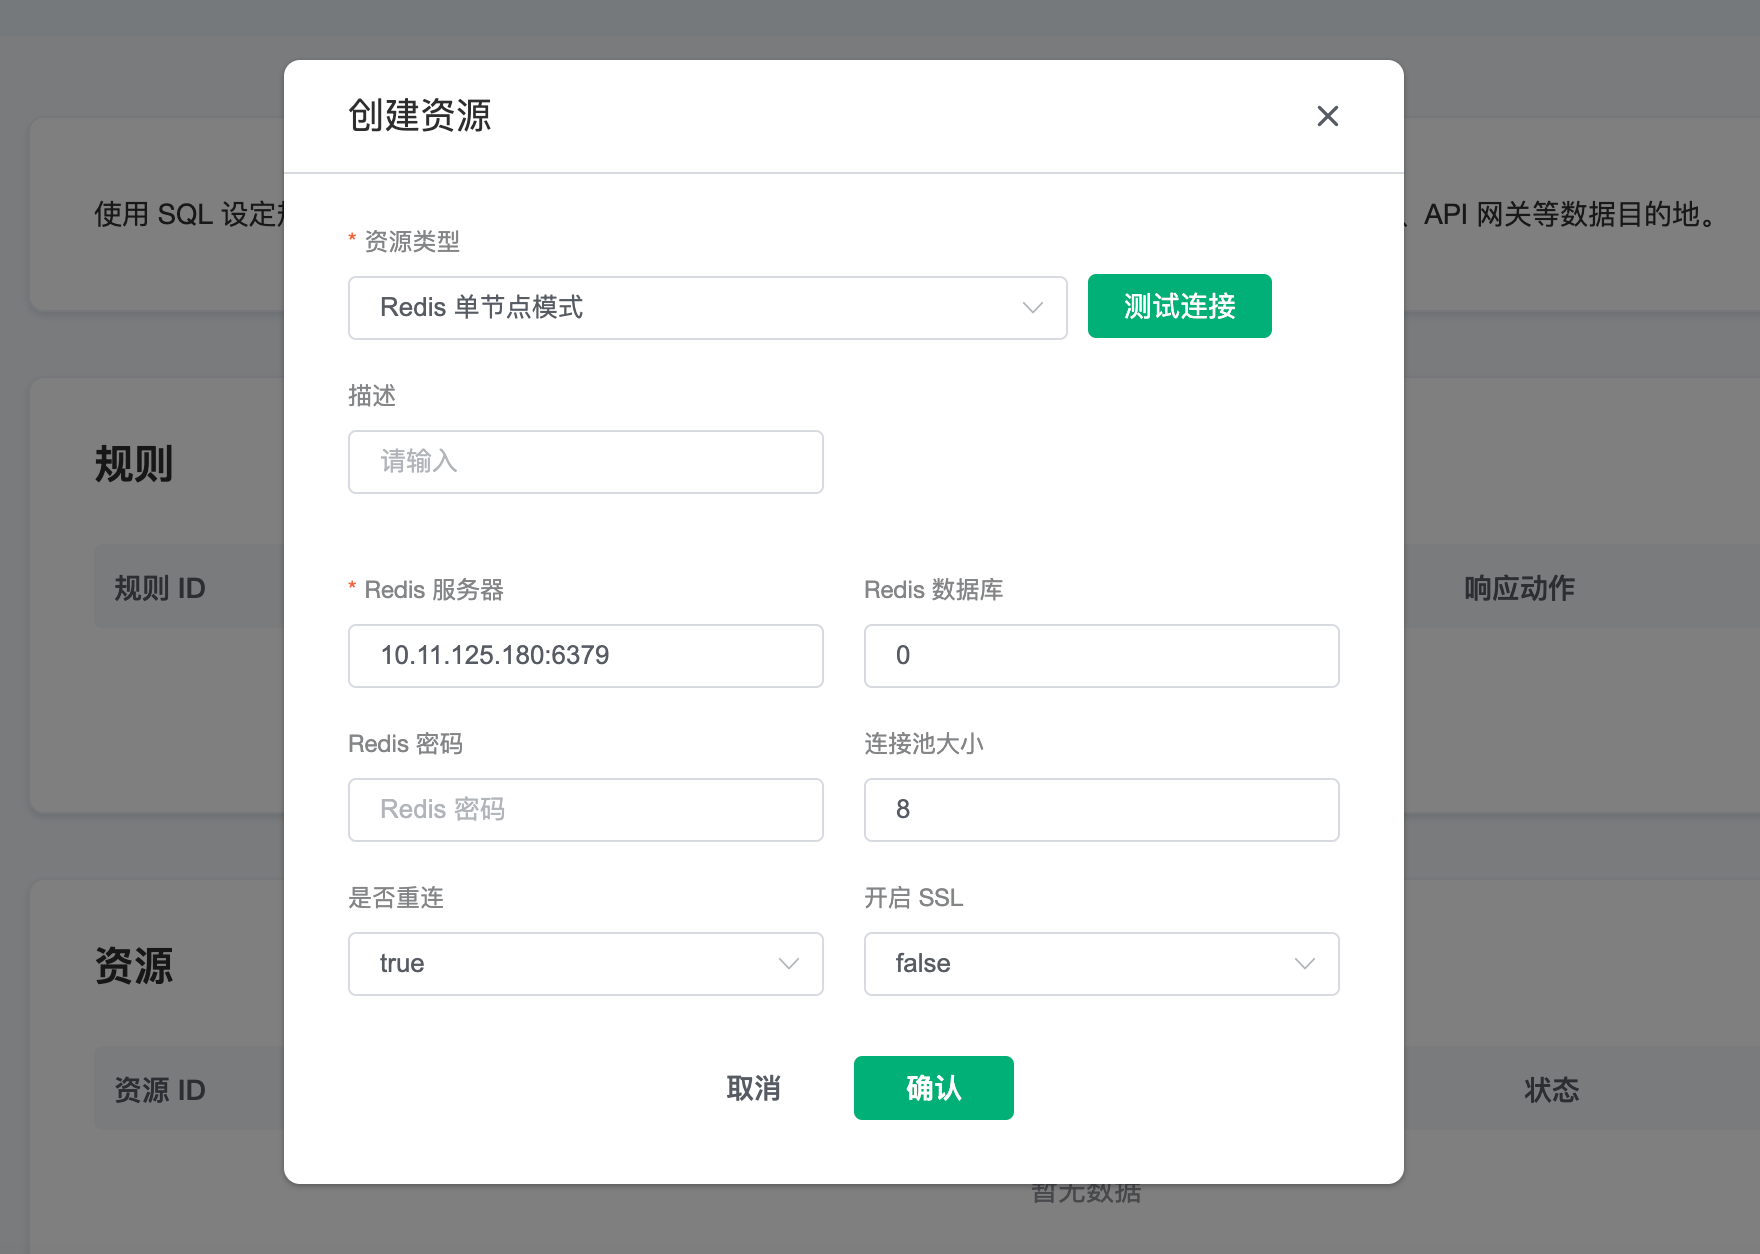 创建资源
使用 SQL 设定
、API 网关等数据目的地。
* 资源类型
Redis 单节点模式
测试连接
描述
请输入
规则
* Redis 服务器
Redis 数据库
规则 ID
响应动作
10.11.125.180:6379
0
Redis 密码
连接池大小
Redis 密码
8
是否重连
开启 SSL
true
false
资源
取消
确认
资源 ID
状态
暂无数据